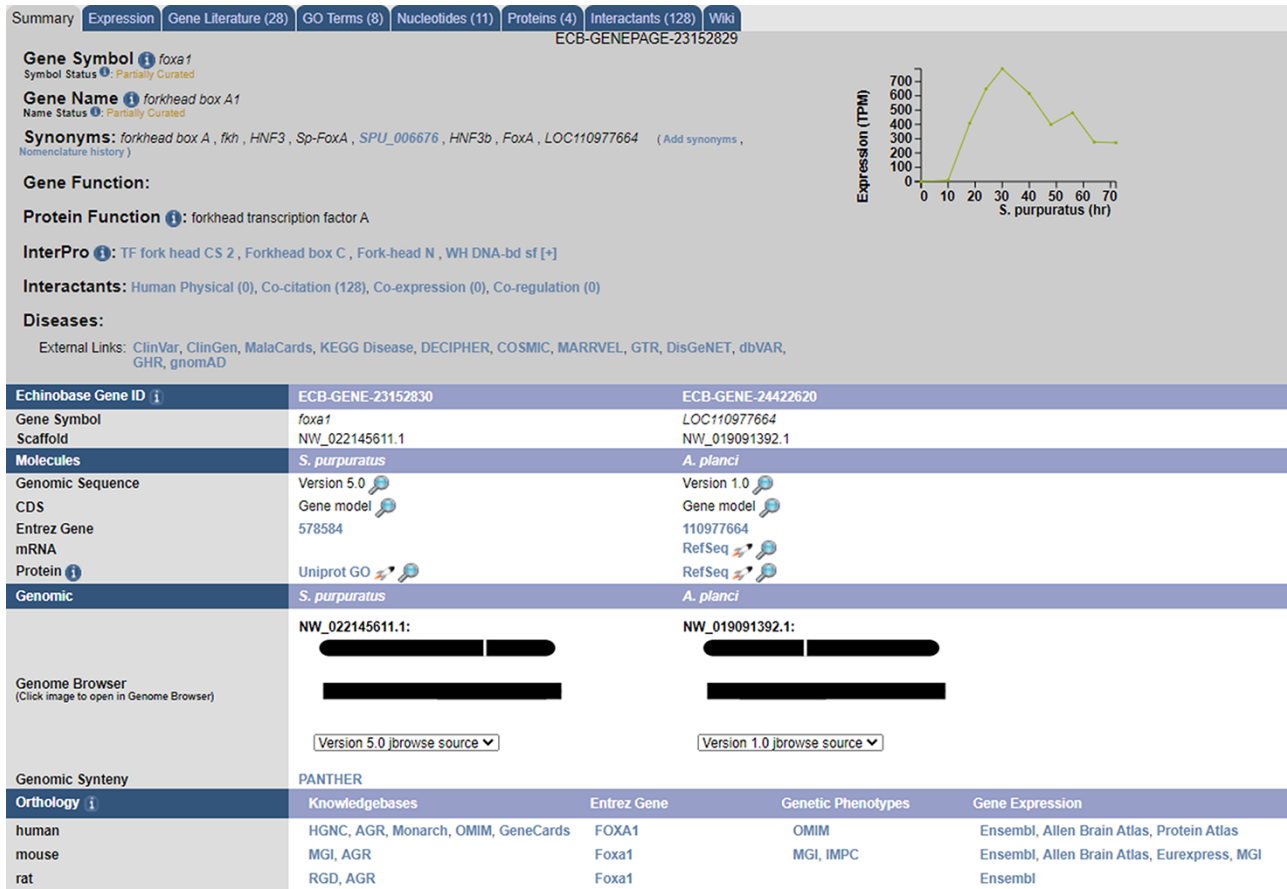 Summary Expression Gene Literature (28) GO Terms (8) Nucleotides (11) Proteins (4) Interactants (128) Wiki
ECB-GENEPAGE-23152829
Gene Symbol i foxa1
Symbol Status i: Partially Curated
Gene Name i forkhead box A1
Name Status i: Partially Curated
Synonyms: forkhead box A , fkh , HNF3 , Sp-FoxA , SPU_006676 , HNF3b , FoxA , LOC110977664 ( Add synonyms ,
Nomenclature history )
Gene Function:
Protein Function i: forkhead transcription factor A
InterPro i: TF fork head CS 2 , Forkhead box C , Fork-head N , WH DNA-bd sf [+]
Interactants: Human Physical (0), Co-citation (128), Co-expression (0), Co-regulation (0)
Diseases:
External Links: ClinVar, ClinGen, MalaCards, KEGG Disease, DECIPHER, COSMIC, MARRVEL, GTR, DisGeNET, dbVAR,
GHR, gnomAD
Expression (TPM)
700
600
500
400
300
200
100
0
0 10 20 30 40 50 60 70
S. purpuratus (hr)
Echinobase Gene ID i ECB-GENE-23152830 ECB-GENE-24422620
Gene Symbol foxa1 LOC110977664
Scaffold NW_022145611.1 NW_019091392.1
Molecules S. purpuratus A. planci
Genomic Sequence Version 5.0 Version 1.0
CDS Gene model Gene model
Entrez Gene 578584 110977664
mRNA RefSeq
Protein i Uniprot GO RefSeq
Genomic S. purpuratus A. planci
NW_022145611.1: NW_019091392.1:
Genome Browser
(Click image to open in Genome Browser)
Version 5.0 jbrowse source Version 1.0 jbrowse source
Genomic Synteny PANTHER
Orthology i Knowledgebases Entrez Gene Genetic Phenotypes Gene Expression
human HGNC, AGR, Monarch, OMIM, GeneCards FOXA1 OMIM Ensembl, Allen Brain Atlas, Protein Atlas
mouse MGI, AGR Foxa1 MGI, IMPC Ensembl, Allen Brain Atlas, Eurexpress, MGI
rat RGD, AGR Foxa1 Ensembl